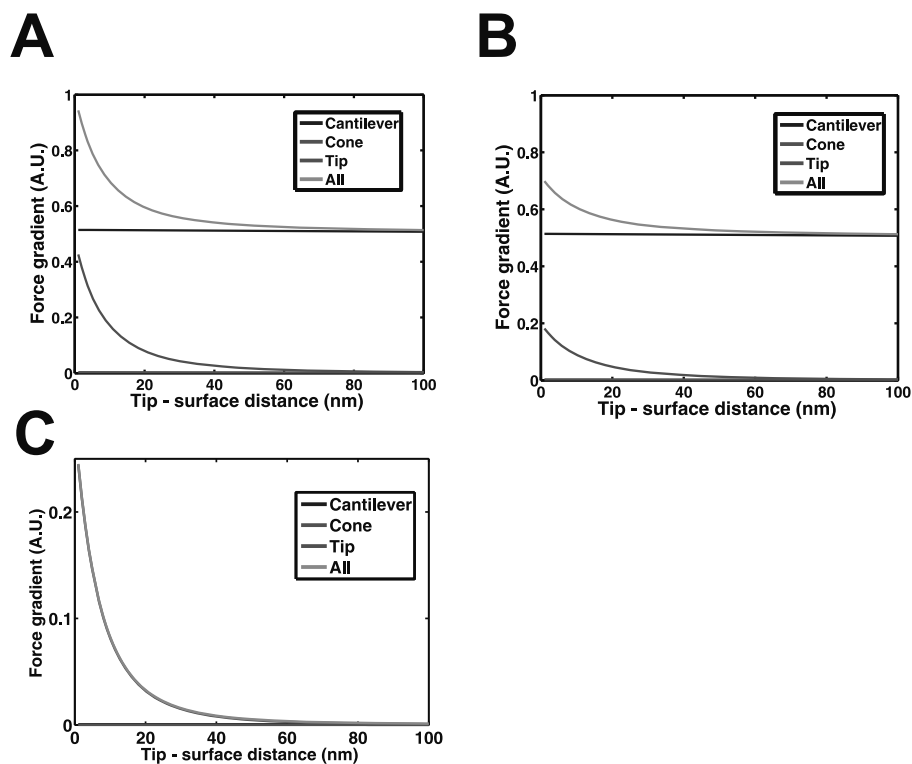 A
1
0.8
0.6
0.4
0.2
0
Force gradient (A.U.)
Cantilever
Cone
Tip
All
0 20 40 60 80 100
Tip - surface distance (nm)
B
1
0.8
0.6
0.4
0.2
0
Force gradient (A.U.)
Cantilever
Cone
Tip
All
0 20 40 60 80 100
Tip - surface distance (nm)
C
0.2
0.1
0
Force gradient (A.U.)
Cantilever
Cone
Tip
All
0 20 40 60 80 100
Tip - surface distance (nm)